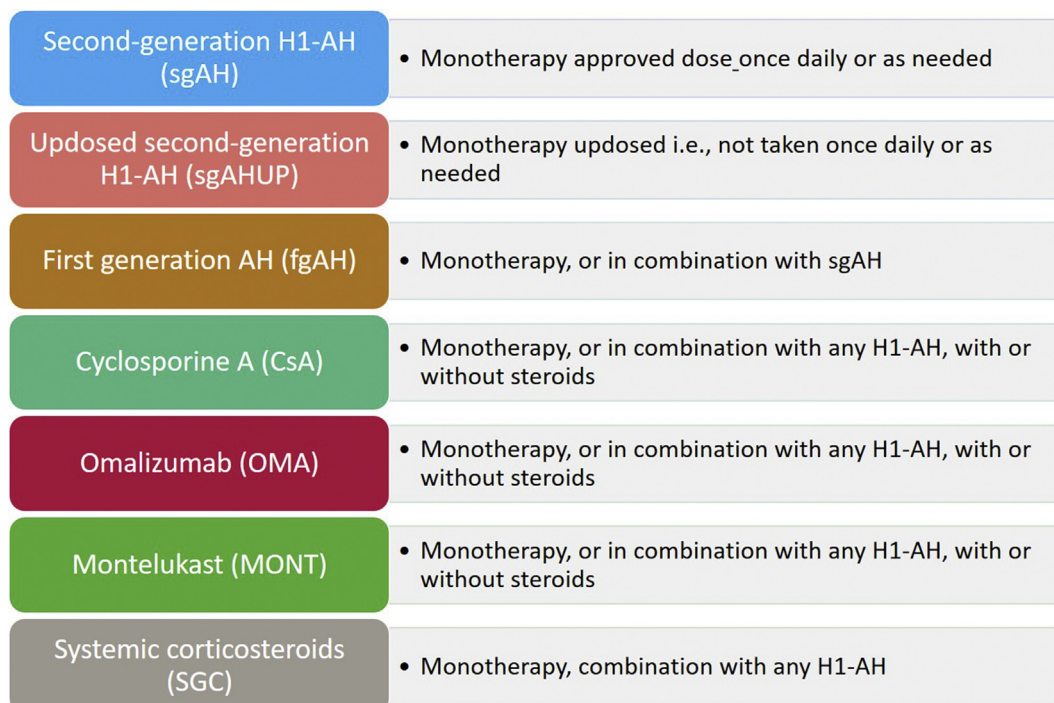 Second-generation H1-AH
(sgAH)
• Monotherapy approved dose_once daily or as needed
Updosed second-generation
H1-AH (sgAHUP)
• Monotherapy updosed i.e., not taken once daily or as
needed
First generation AH (fgAH)
• Monotherapy, or in combination with sgAH
Cyclosporine A (CsA)
• Monotherapy, or in combination with any H1-AH, with or
without steroids
Omalizumab (OMA)
• Monotherapy, or in combination with any H1-AH, with or
without steroids
Montelukast (MONT)
• Monotherapy, or in combination with any H1-AH, with or
without steroids
Systemic corticosteroids
(SGC)
• Monotherapy, combination with any H1-AH